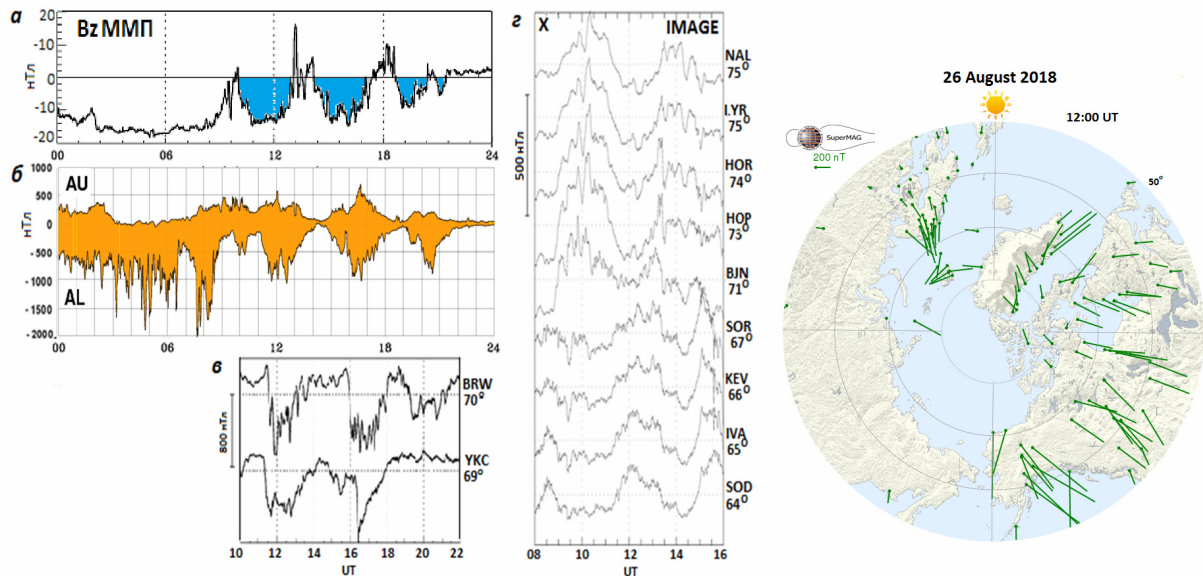 а
Bz ММП
нТл
20
-10
0
-10
-20
00
06
12
18
24
б
AU
AL
нТл
1000
500
0
-500
-1000
-1500
-2000
00
06
12
18
24
в
BRW
70°
800 нТл
YKC
69°
10
12
14
16
18
20
22
UT
г
X
IMAGE
500 нТл
NAL
75°
LYR
75°
HOR
74°
HOP
73°
BJN
71°
SOR
67°
KEV
66°
IVA
65°
SOD
64°
08
10
12
14
16
UT
26 August 2018
12:00 UT
SuperMAG
200 nT
50°